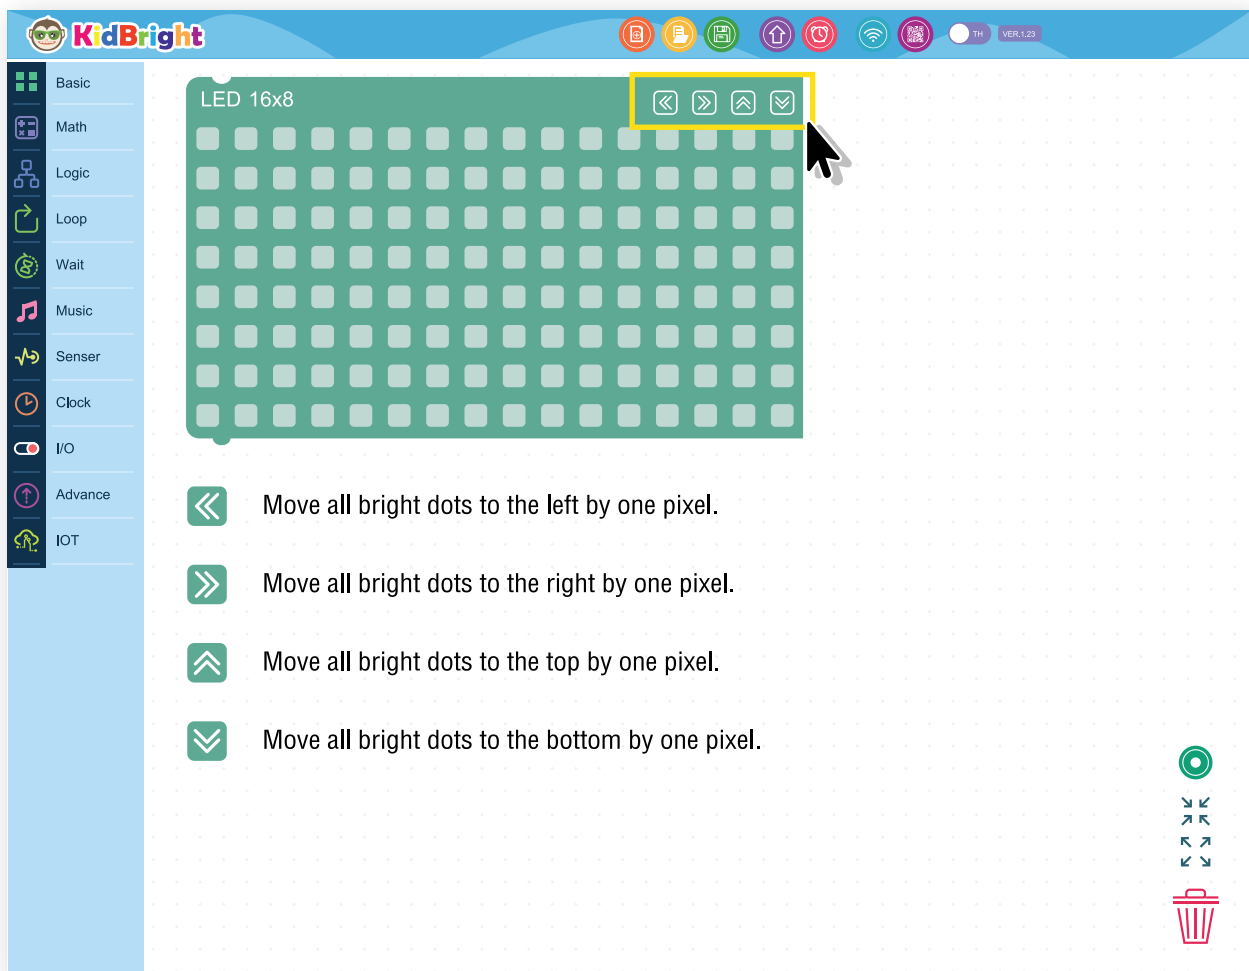 KidBright
TH
VER.1.23
Basic
Math
Logic
Loop
Wait
Music
Senser
Clock
I/O
Advance
IOT
LED 16x8
Move all bright dots to the left by one pixel.
Move all bright dots to the right by one pixel.
Move all bright dots to the top by one pixel.
Move all bright dots to the bottom by one pixel.